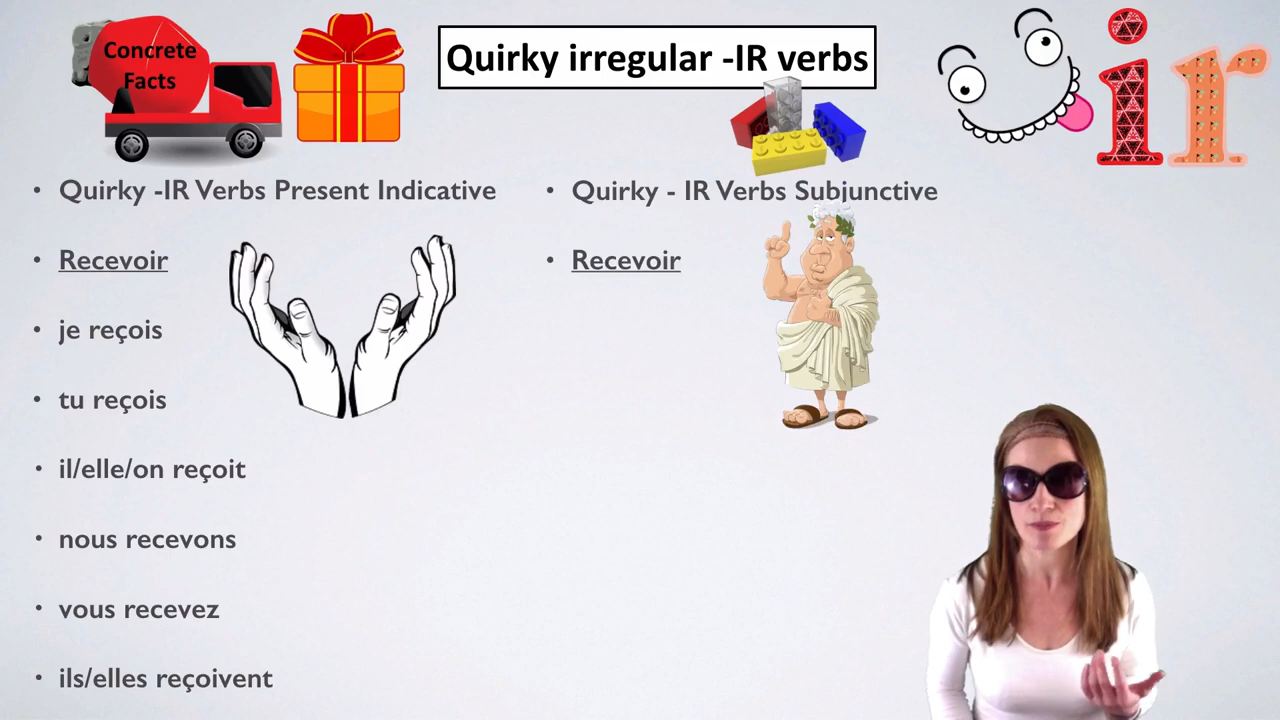 Concrete
Facts
Quirky irregular -IR verbs
ir
• Quirky -IR Verbs Present Indicative
• Recevoir
• je reçois
• tu reçois
• il/elle/on reçoit
• nous recevons
• vous recevez
• ils/elles reçoivent
• Quirky - IR Verbs Subjunctive
• Recevoir